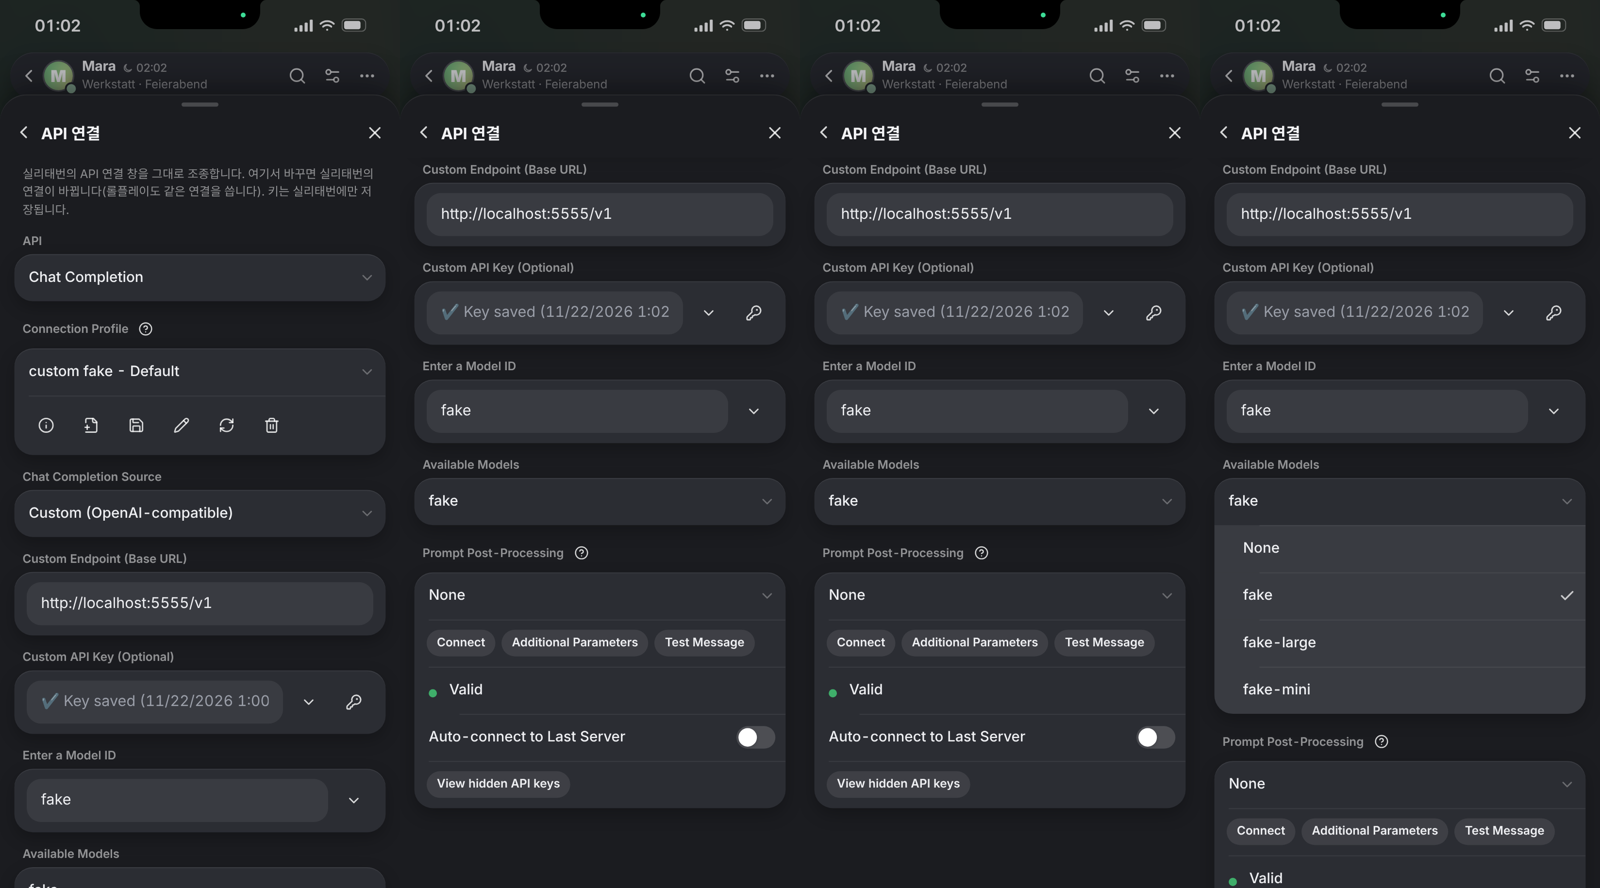 01:02
Mara 02:02
Werkstatt · Feierabend
API 연결
실리태번의 API 연결 창을 그대로 조종합니다. 여기서 바꾸면 실리태번의
연결이 바뀝니다(롤플레이도 같은 연결을 씁니다). 키는 실리태번에만 저
장됩니다.
API
Chat Completion
Connection Profile
custom fake - Default
Chat Completion Source
Custom (OpenAI-compatible)
Custom Endpoint (Base URL)
http://localhost:5555/v1
Custom API Key (Optional)
✔️ Key saved (11/22/2026 1:00
Enter a Model ID
fake
Available Models
fake
01:02
Mara 02:02
Werkstatt · Feierabend
API 연결
Custom Endpoint (Base URL)
http://localhost:5555/v1
Custom API Key (Optional)
✔️ Key saved (11/22/2026 1:02
Enter a Model ID
fake
Available Models
fake
Prompt Post-Processing
None
Connect Additional Parameters Test Message
Valid
Auto-connect to Last Server
View hidden API keys
01:02
Mara 02:02
Werkstatt · Feierabend
API 연결
Custom Endpoint (Base URL)
http://localhost:5555/v1
Custom API Key (Optional)
✔️ Key saved (11/22/2026 1:02
Enter a Model ID
fake
Available Models
fake
Prompt Post-Processing
None
Connect Additional Parameters Test Message
Valid
Auto-connect to Last Server
View hidden API keys
01:02
Mara 02:02
Werkstatt · Feierabend
API 연결
Custom Endpoint (Base URL)
http://localhost:5555/v1
Custom API Key (Optional)
✔️ Key saved (11/22/2026 1:02
Enter a Model ID
fake
Available Models
fake
None
fake
fake-large
fake-mini
Prompt Post-Processing
None
Connect Additional Parameters Test Message
Valid